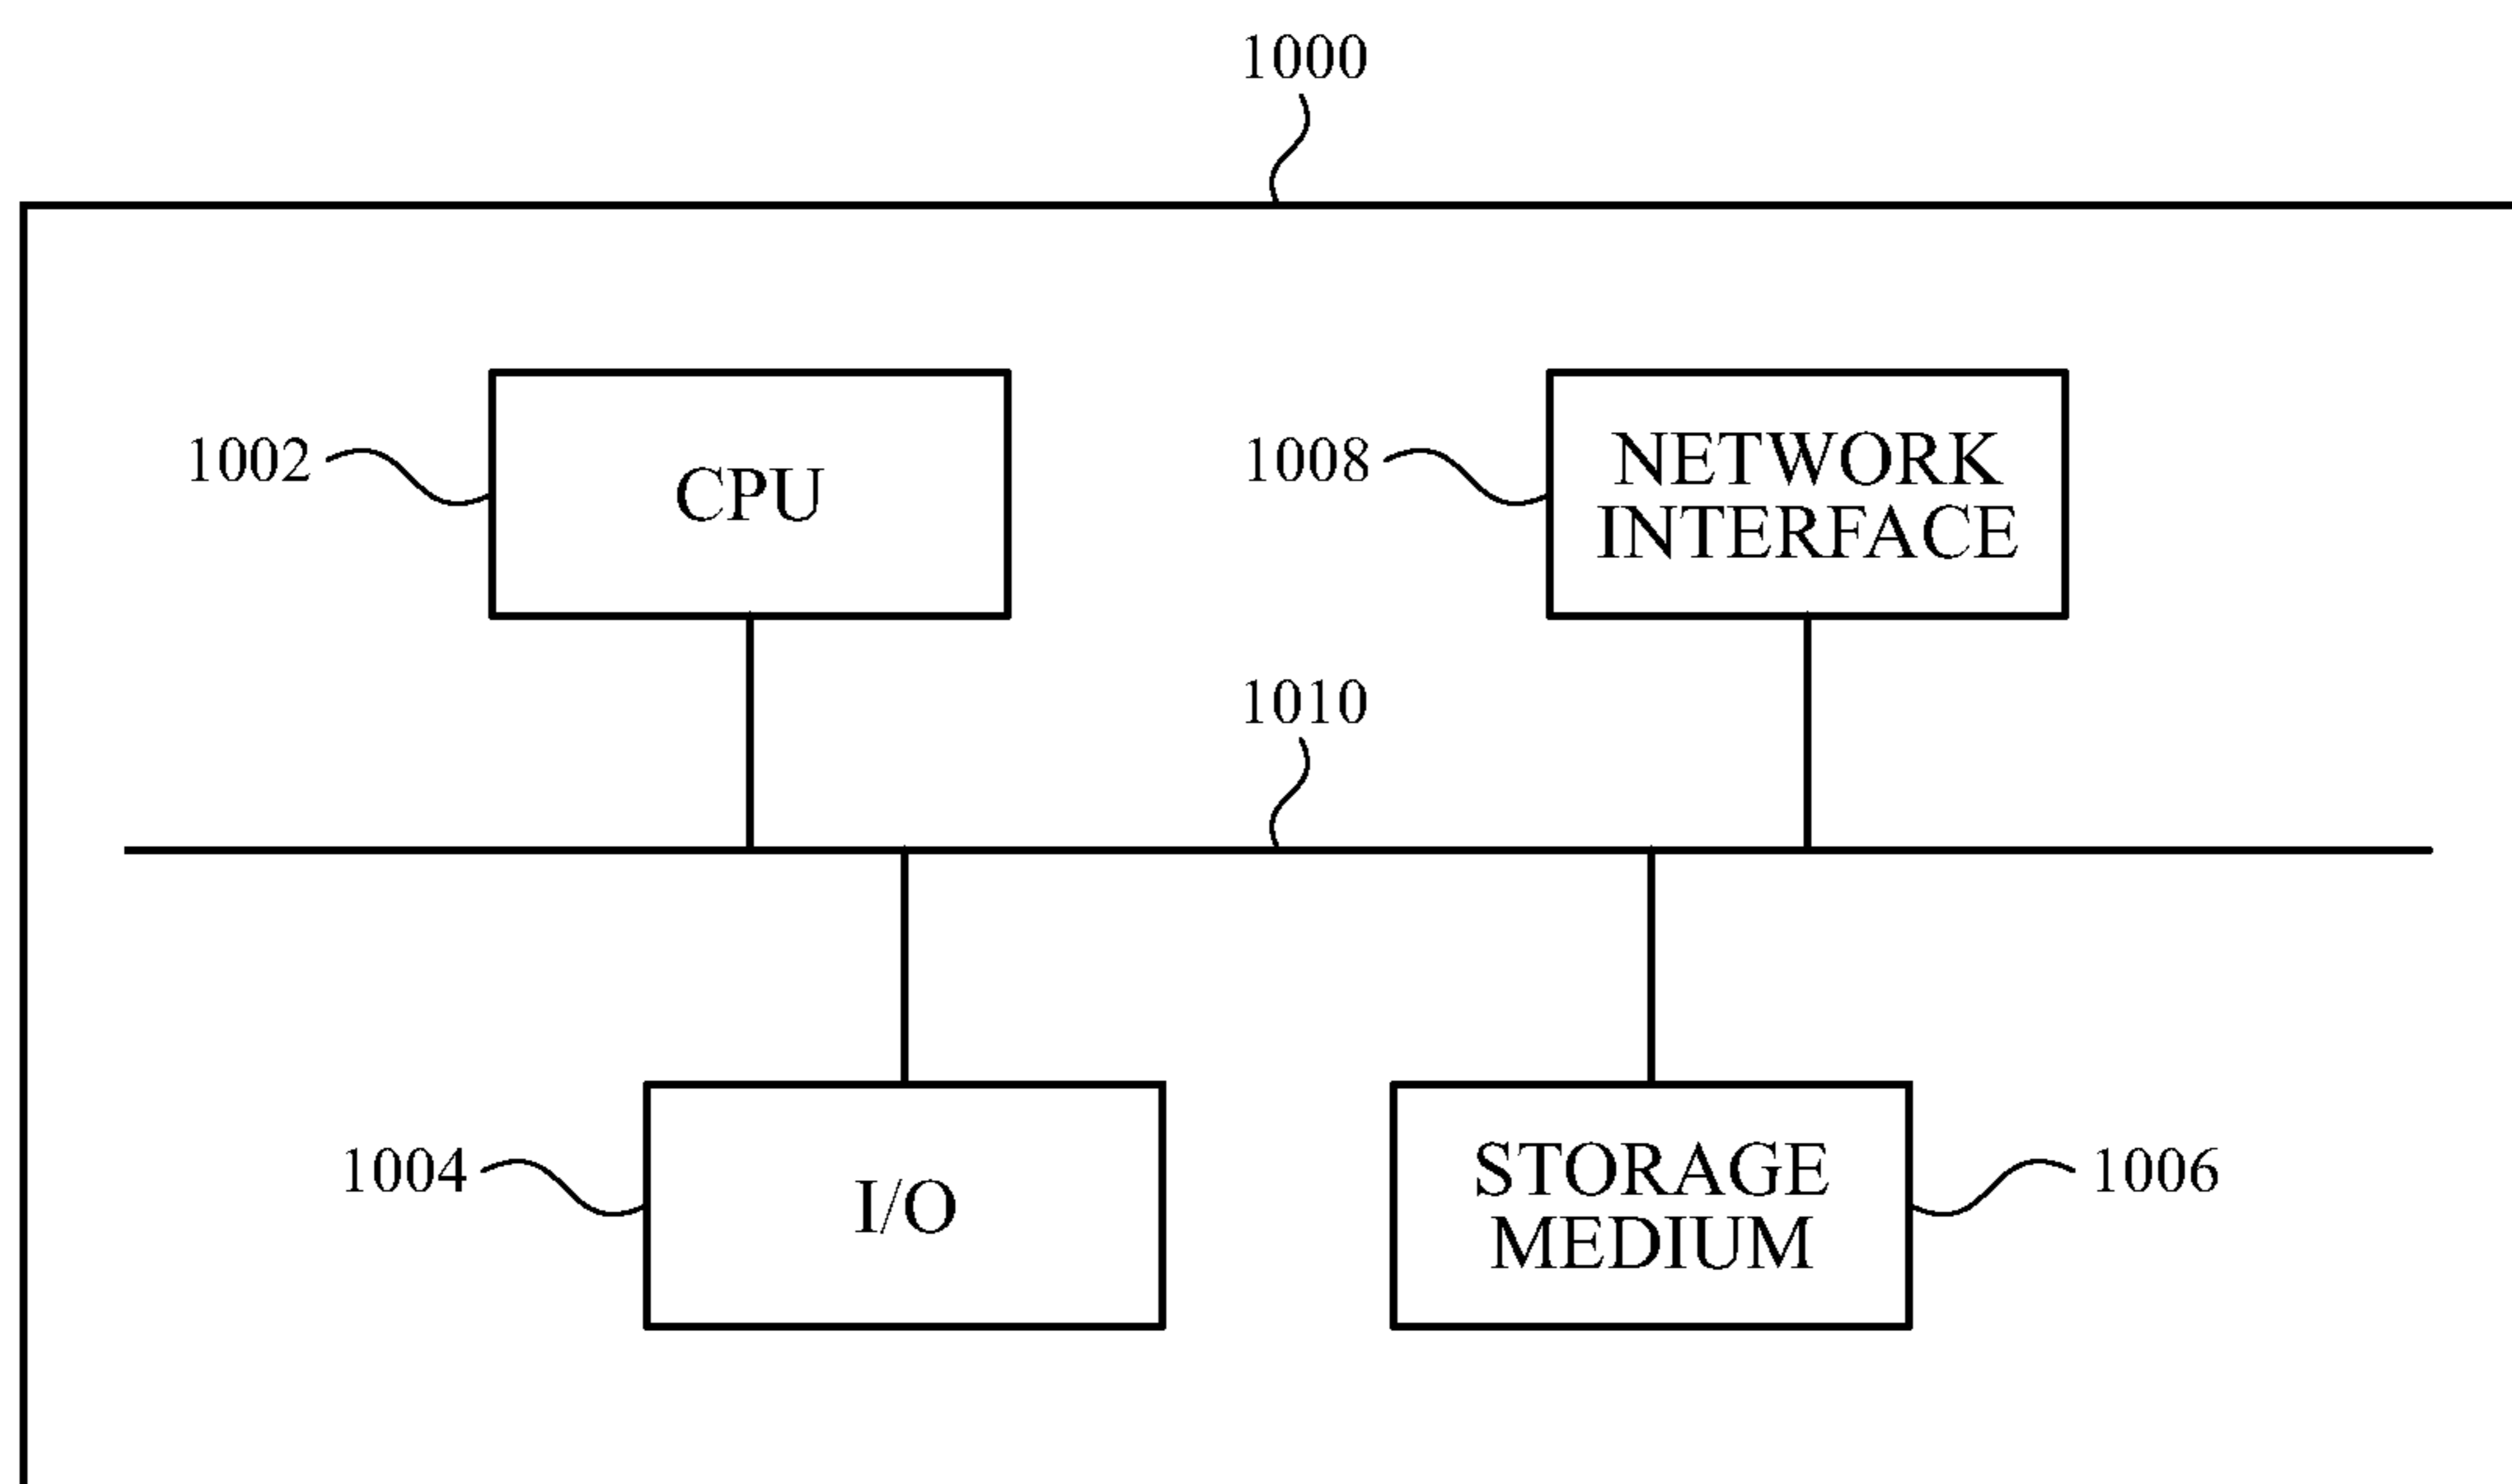 1000
1002
CPU
1008
NETWORK
INTERFACE
1010
1004
I/O
STORAGE
MEDIUM
1006